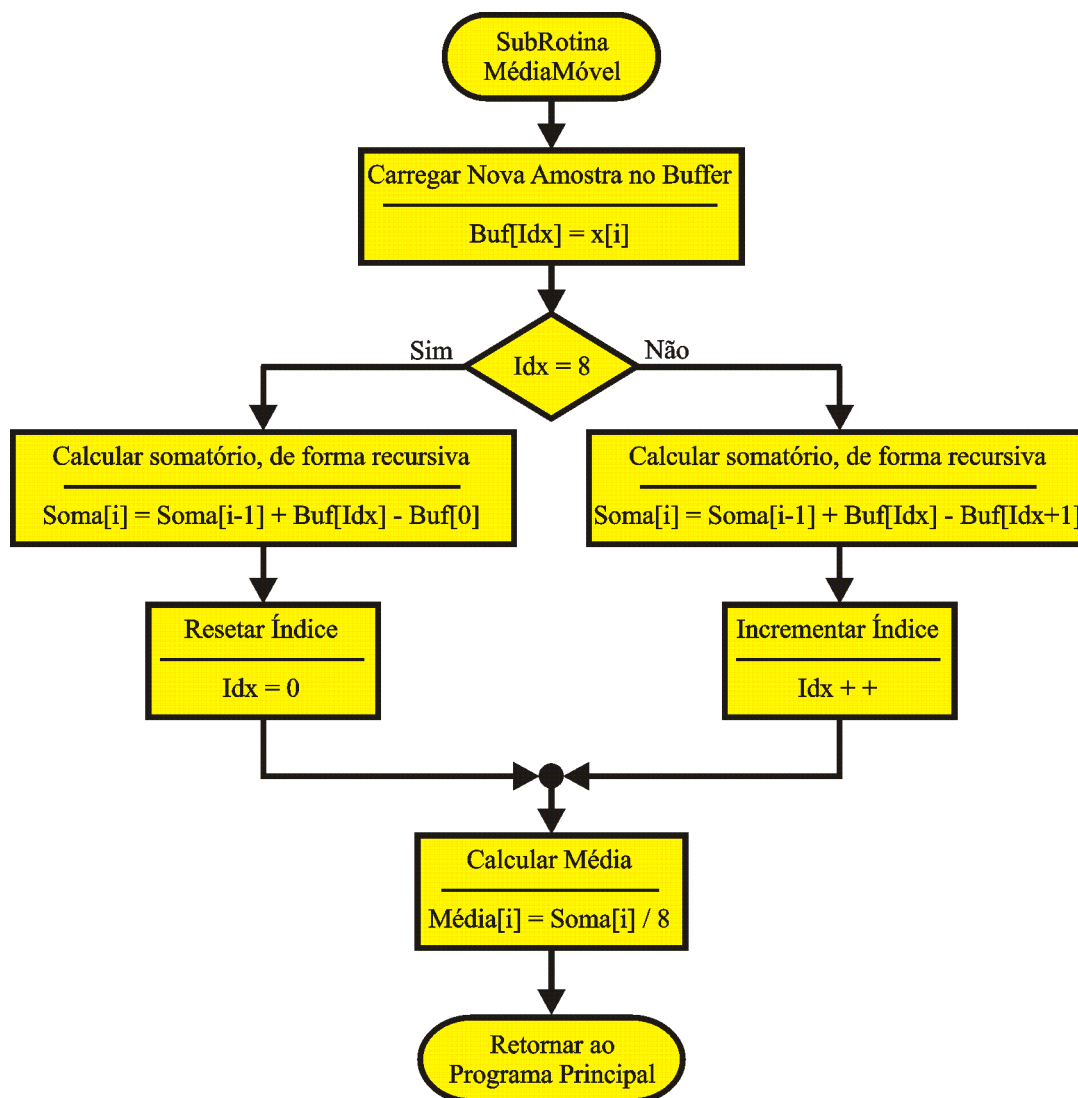 SubRotina
MédiaMóvel
Carregar Nova Amostra no Buffer
Buf[Idx] = x[i]
Sim
Idx = 8
Não
Calcular somatório, de forma recursiva
Soma[i] = Soma[i-1] + Buf[Idx] - Buf[0]
Calcular somatório, de forma recursiva
Soma[i] = Soma[i-1] + Buf[Idx] - Buf[Idx+1]
Resetar Índice
Idx = 0
Incrementar Índice
Idx + +
Calcular Média
Média[i] = Soma[i] / 8
Retornar ao
Programa Principal